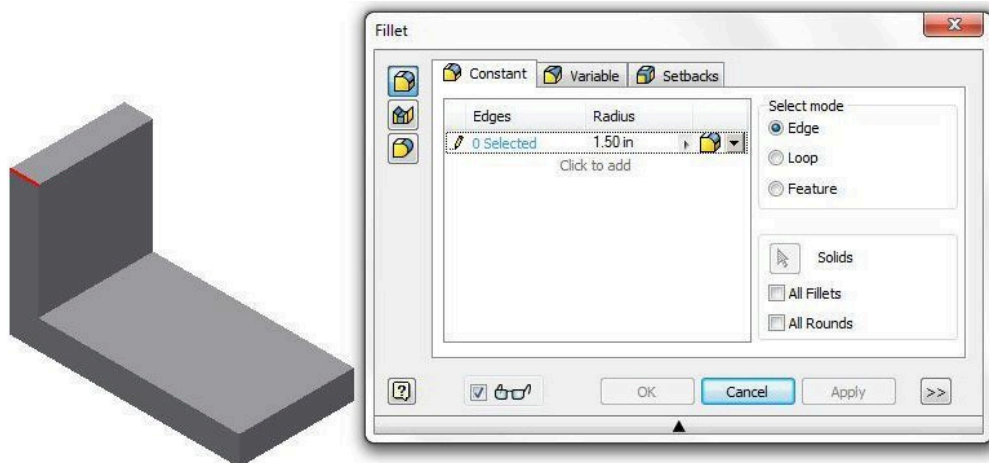 Fillet
Constant Variable Setbacks
Edges Radius
0 Selected 1.50 in
Click to add
Select mode
Edge
Loop
Feature
Solids
All Fillets
All Rounds
OK Cancel Apply >>